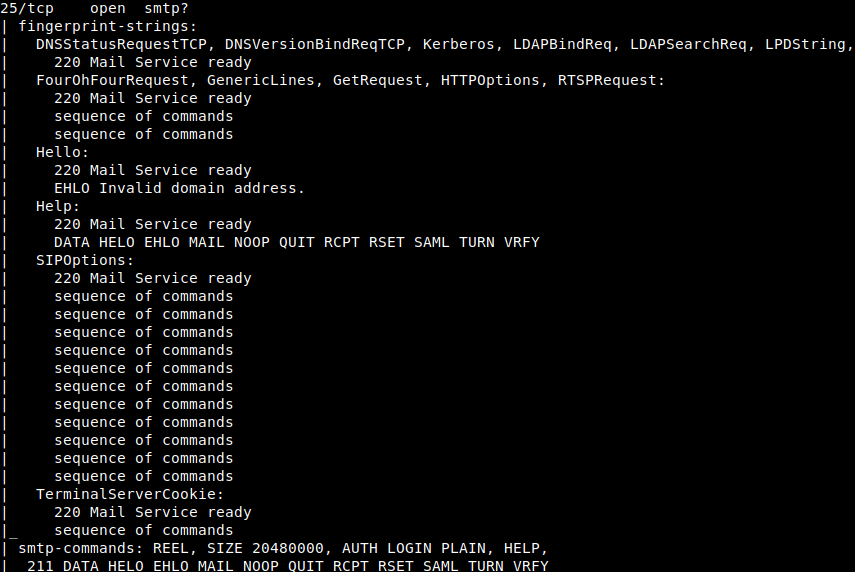 25/tcp    open  smtp?
| fingerprint-strings:
|   DNSStatusRequestTCP, DNSVersionBindReqTCP, Kerberos, LDAPBindReq, LDAPSearchReq, LPDString,
|     220 Mail Service ready
|   FourOhFourRequest, GenericLines, GetRequest, HTTPOptions, RTSPRequest:
|     220 Mail Service ready
|     sequence of commands
|     sequence of commands
|   Hello:
|     220 Mail Service ready
|     EHLO Invalid domain address.
|   Help:
|     220 Mail Service ready
|     DATA HELO EHLO MAIL NOOP QUIT RCPT RSET SAML TURN VRFY
|   SIPOptions:
|     220 Mail Service ready
|     sequence of commands
|     sequence of commands
|     sequence of commands
|     sequence of commands
|     sequence of commands
|     sequence of commands
|     sequence of commands
|     sequence of commands
|     sequence of commands
|     sequence of commands
|     sequence of commands
|   TerminalServerCookie:
|     220 Mail Service ready
|_    sequence of commands
| smtp-commands: REEL, SIZE 20480000, AUTH LOGIN PLAIN, HELP,
|_ 211 DATA HELO EHLO MAIL NOOP QUIT RCPT RSET SAML TURN VRFY